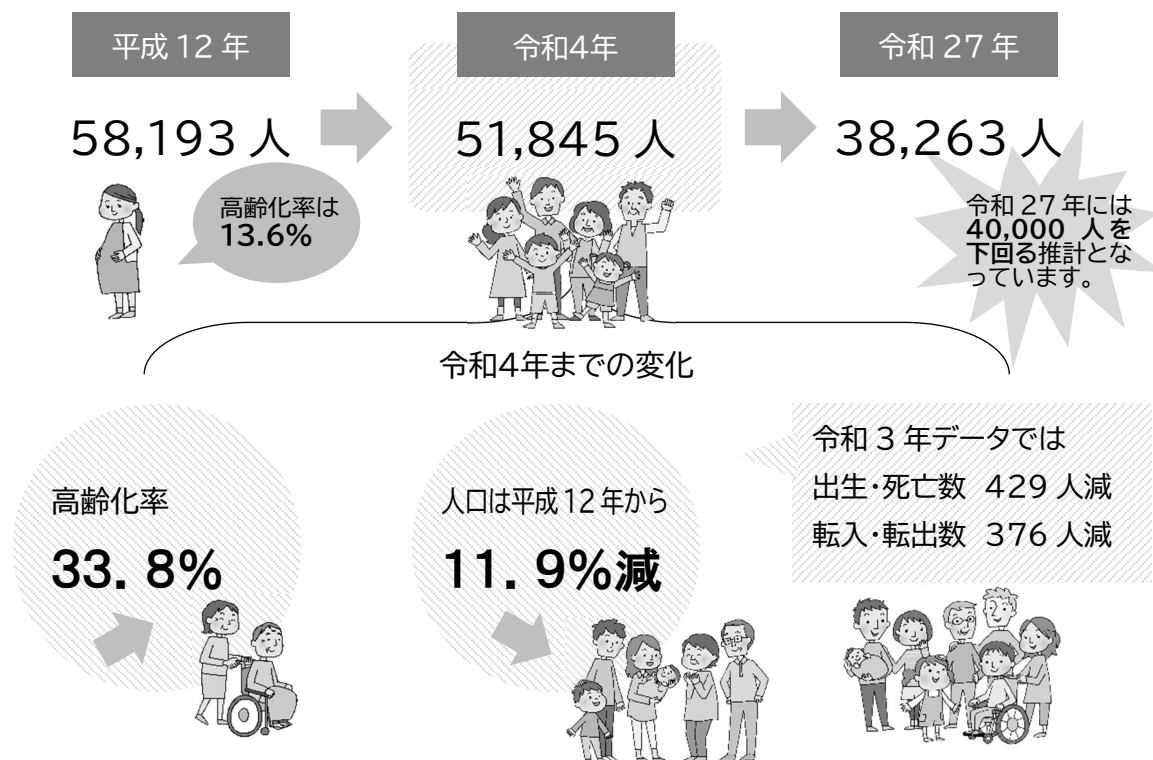 平成 12 年
令和4年
令和 27 年
58,193 人
51,845 人
38,263 人
高齢化率は
13.6%
令和 27 年には
40,000 人を
下回る推計とな
っています。
令和4年までの変化
高齢化率
33. 8%
人口は平成 12 年から
11. 9%減
令和 3 年データでは
出生・死亡数 429 人減
転入・転出数 376 人減